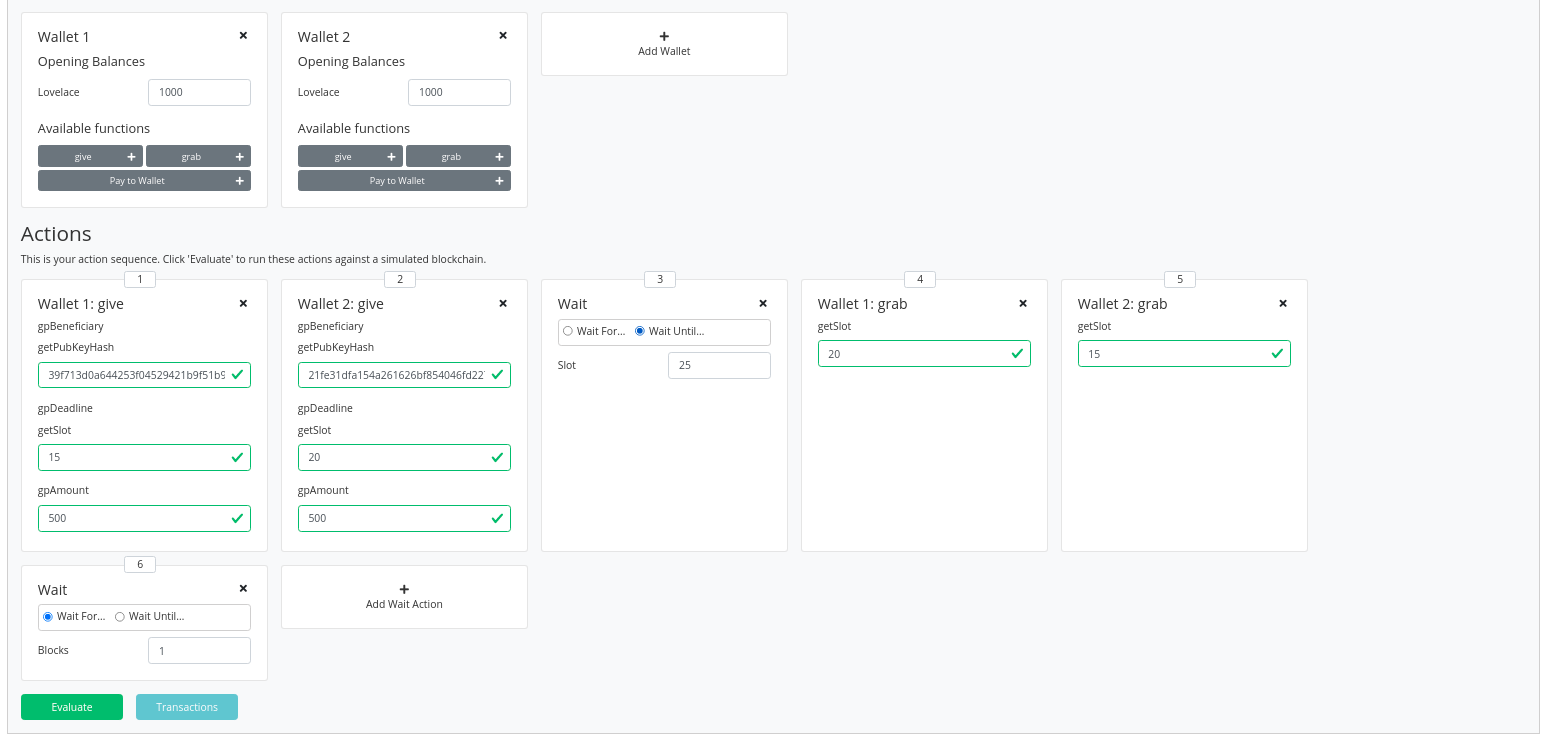 Wallet 1
Opening Balances
Lovelace 1000
Available functions
give grab
Pay to Wallet
Wallet 2
Opening Balances
Lovelace 1000
Available functions
give grab
Pay to Wallet
Add Wallet
Actions
This is your action sequence. Click 'Evaluate' to run these actions against a simulated blockchain.
1
Wallet 1: give
gpBeneficiary
getPubKeyHash
39f713d0a644253f04529421b9f51b9
gpDeadline
getSlot
15
gpAmount
500
2
Wallet 2: give
gpBeneficiary
getPubKeyHash
21fe31dfa154a261626bf854046fd22
gpDeadline
getSlot
20
gpAmount
500
3
Wait
Wait For... Wait Until...
Slot 25
4
Wallet 1: grab
getSlot
20
5
Wallet 2: grab
getSlot
15
6
Wait
Wait For... Wait Until...
Blocks 1
Add Wait Action
Evaluate Transactions